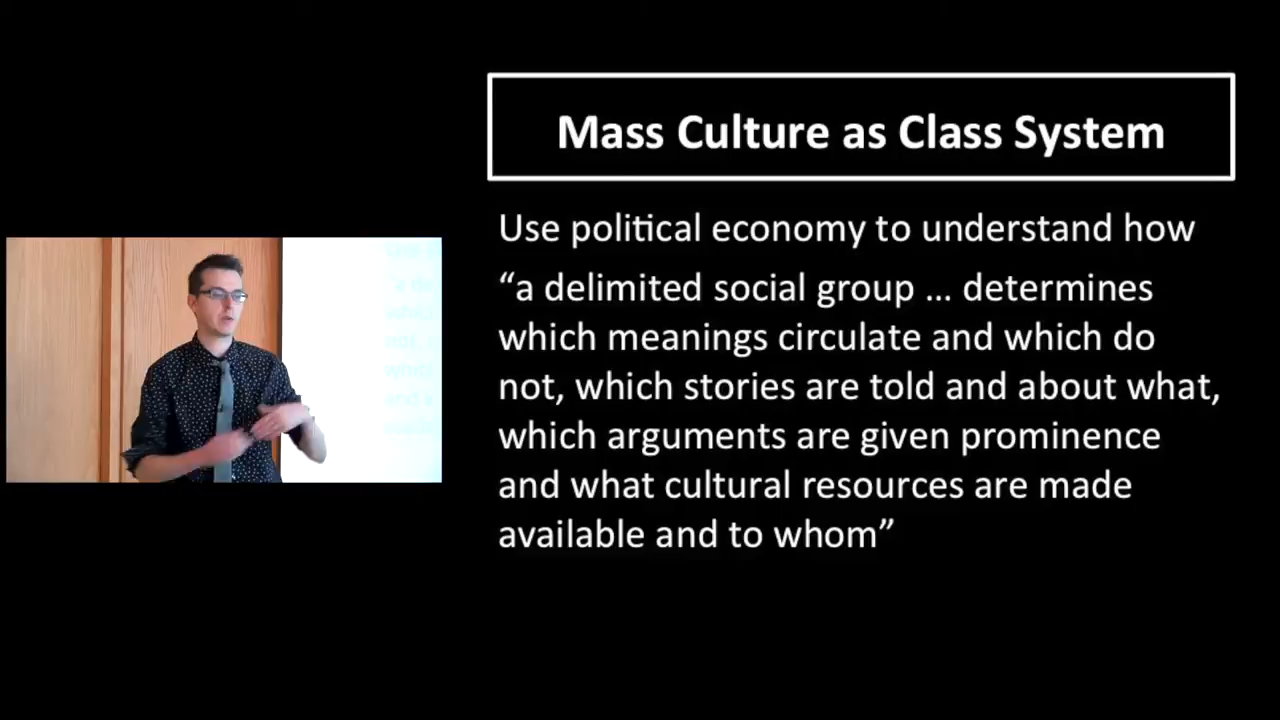 Mass Culture as Class System
Use political economy to understand how
“a delimited social group ... determines
which meanings circulate and which do
not, which stories are told and about what,
which arguments are given prominence
and what cultural resources are made
available and to whom”